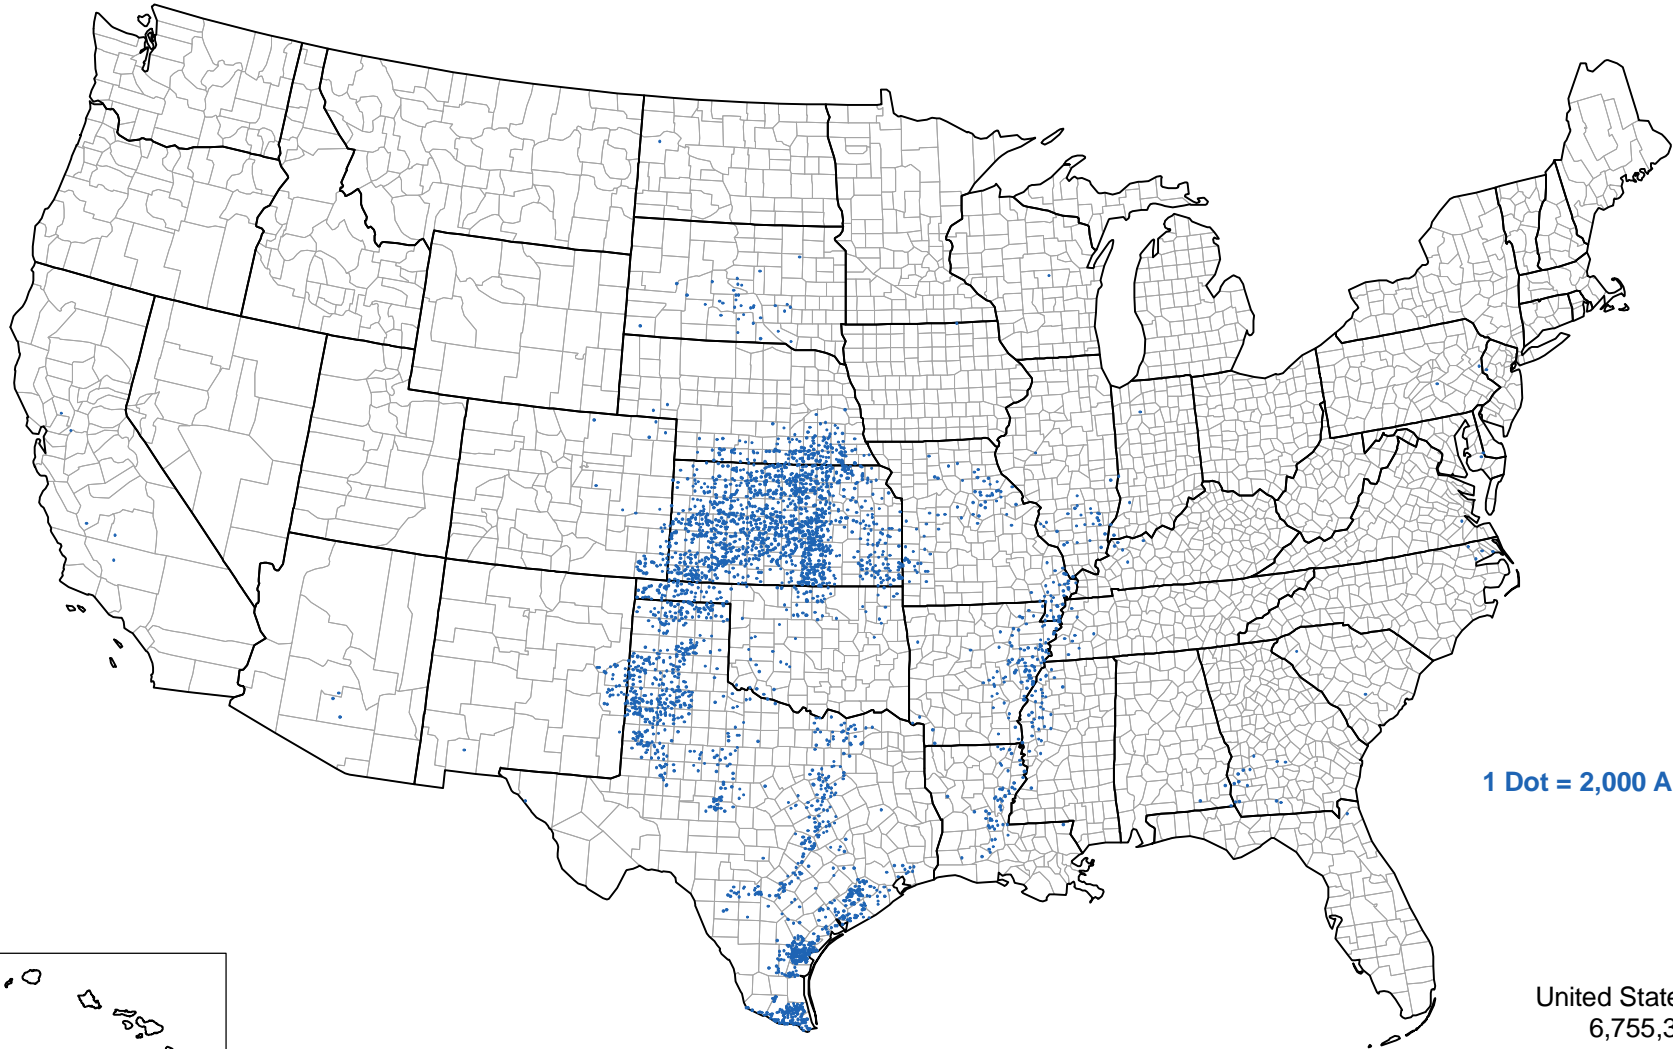 1 Dot = 2,000 A
United State
6,755,3